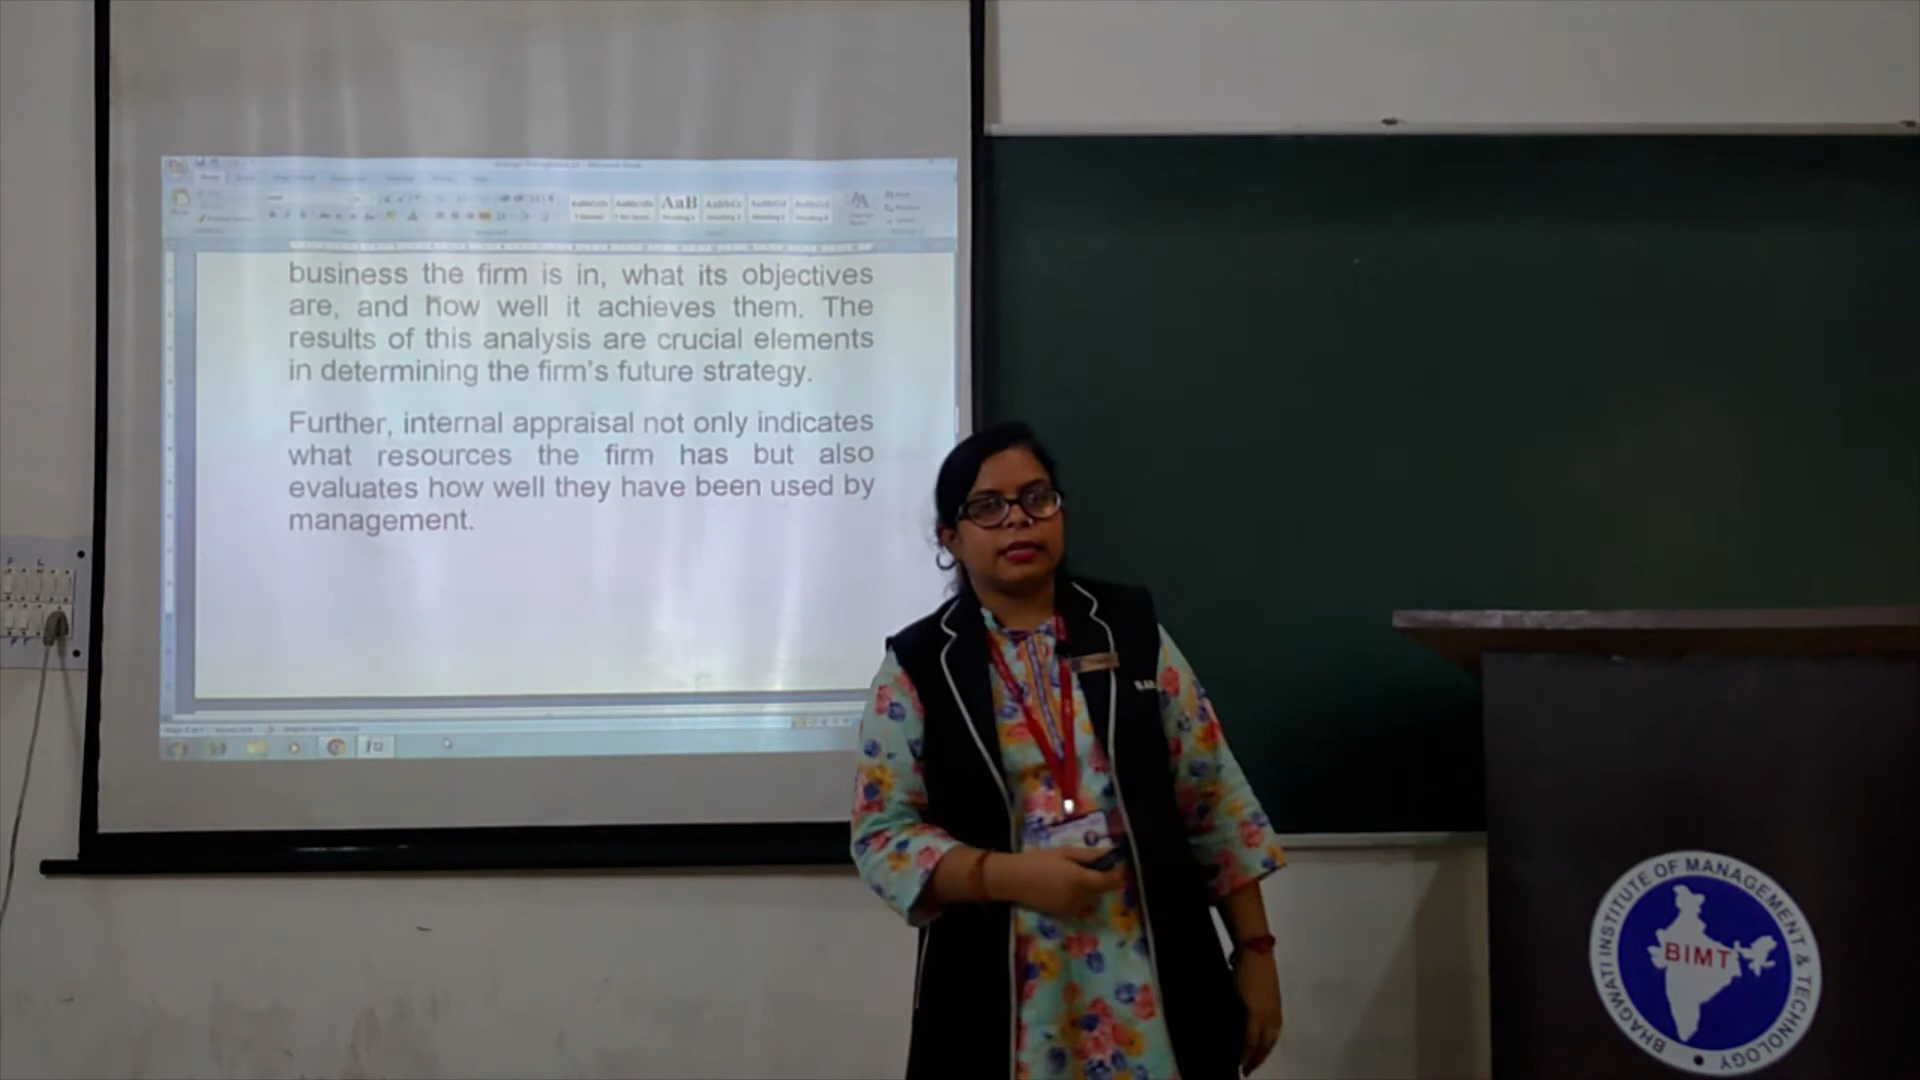 AaB
business the firm is in, what its objectives
are, and how well it achieves them. The
results of this analysis are crucial elements
in determining the firm's future strategy.
Further, internal appraisal not only indicates
what resources the firm has but also
evaluates how well they have been used by
management.
BHAGWATI INSTITUTE OF MANAGEMENT & TECHNOLOGY
BIMT